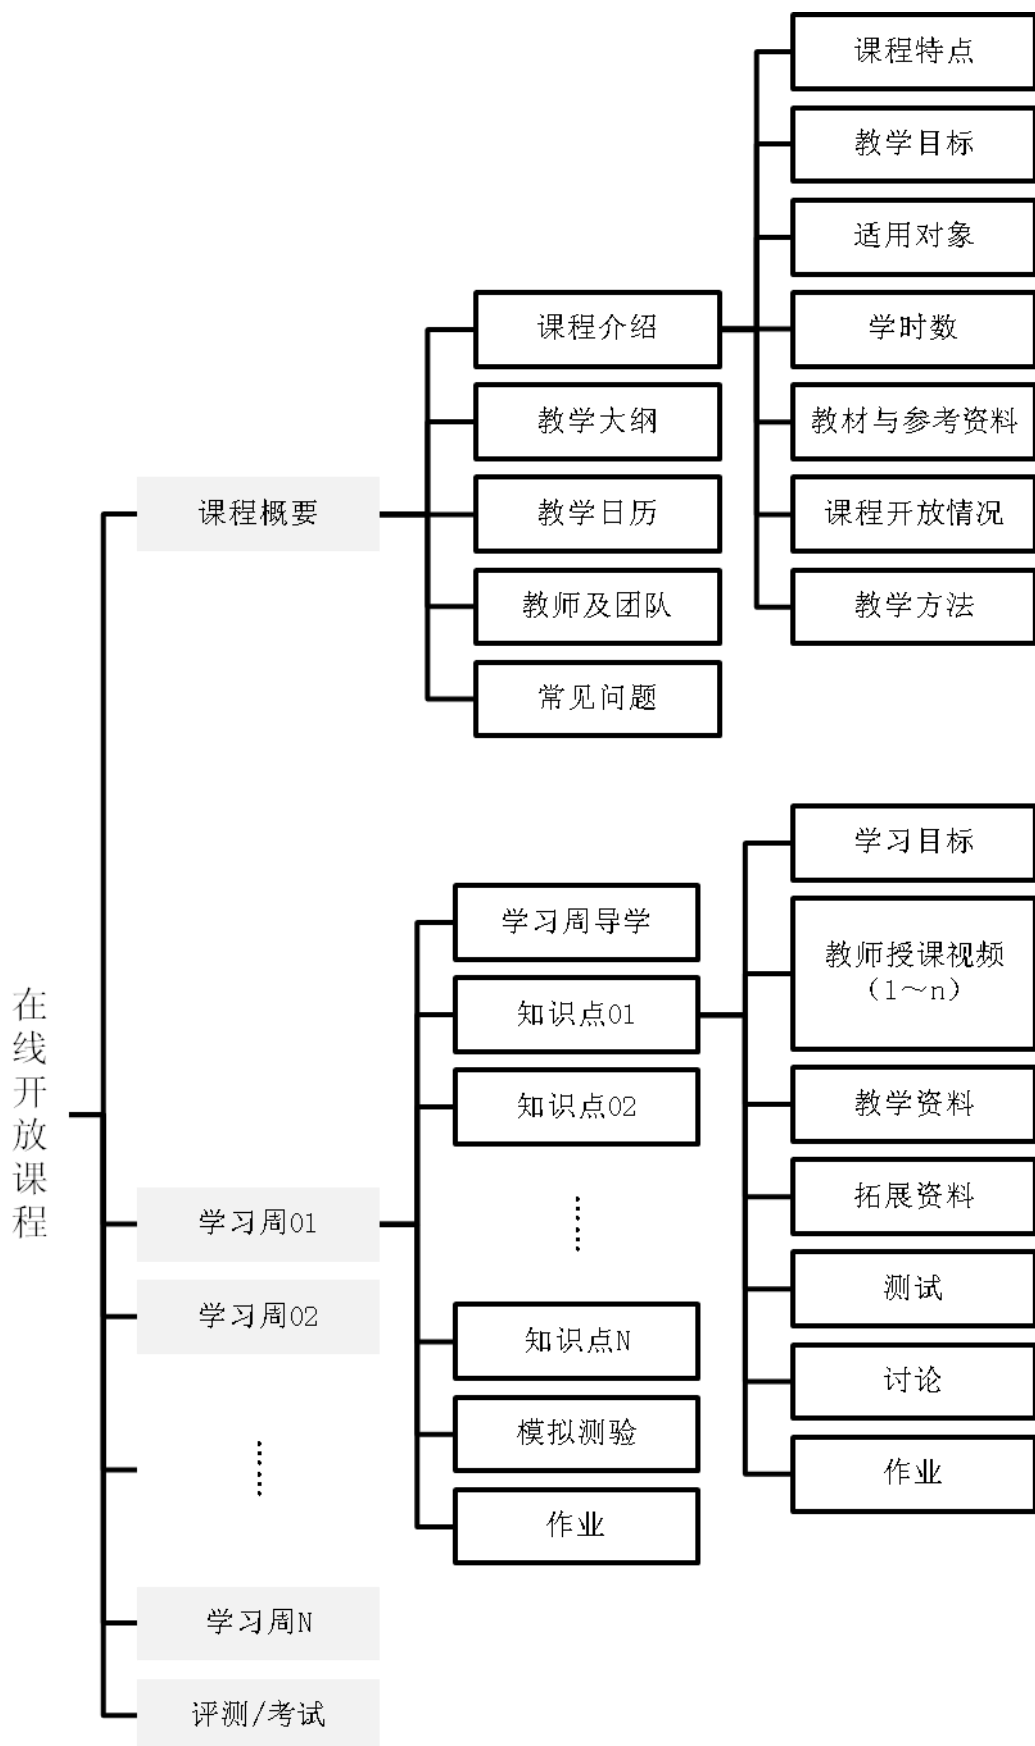 在线开放课程
课程概要
课程介绍
课程特点
教学目标
适用对象
学时数
教材与参考资料
课程开放情况
教学方法
教学大纲
教学日历
教师及团队
常见问题
学习周01
学习周导学
知识点01
学习目标
教师授课视频
（1～n）
教学资料
拓展资料
测试
讨论
作业
知识点02
……
知识点N
模拟测验
作业
学习周02
……
学习周N
评测/考试